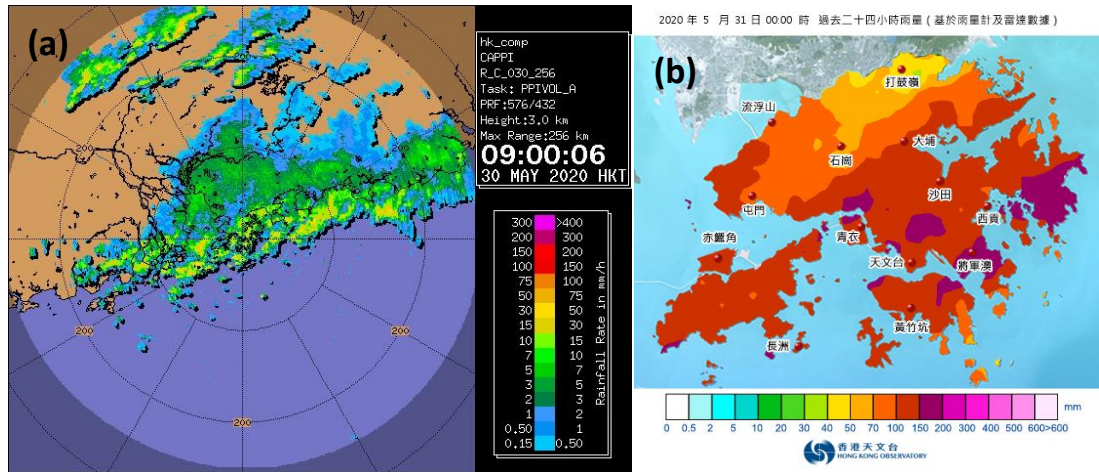 (a)
200
200
200
200
200
hk_comp
CAPPI
R_C_030_256
Task: PPIVOL_A
PRF:576/432
Height:3.0 km
Max Range:256 km
09:00:06
30 MAY 2020 HKT
300 >400
200 300
150 200
100 150
75 100
50 75
30 50
15 30
10 15
7 10
5 7
3 5
2 3
1 2
0.50 1
0.15 0.50
Rainfall Rate in mm/h
2020 年 5 月 31 日 00:00 時 過去二十四小時雨量 ( 基於雨量計及雷達數據 )
(b)
打鼓嶺
流浮山
石崗
大埔
沙田
屯門
西貢
赤鱲角
青衣
天文台
將軍澳
黃竹坑
長洲
0 0.5 2 5 10 20 30 40 50 70 100 150 200 300 400 500 600>600 mm
香港天文台
HONG KONG OBSERVATORY